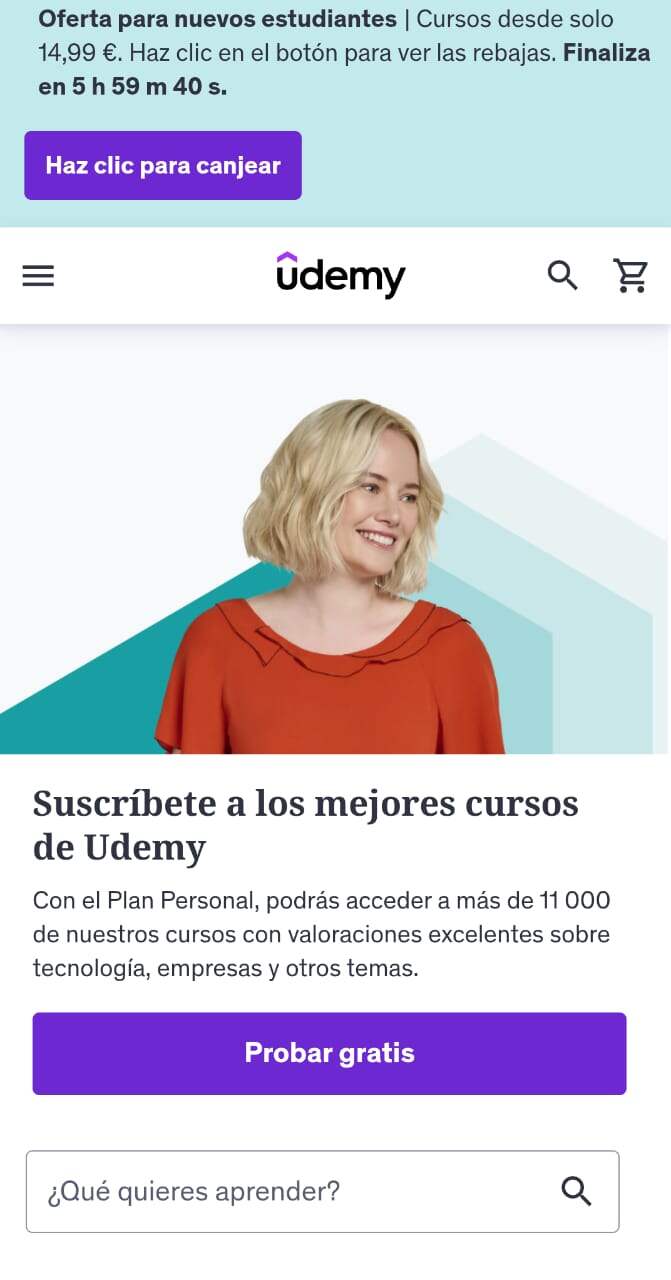 Oferta para nuevos estudiantes | Cursos desde solo
14,99 €. Haz clic en el botón para ver las rebajas. Finaliza
en 5 h 59 m 40 s.
Haz clic para canjear
udemy
Suscríbete a los mejores cursos
de Udemy
Con el Plan Personal, podrás acceder a más de 11 000
de nuestros cursos con valoraciones excelentes sobre
tecnología, empresas y otros temas.
Probar gratis
¿Qué quieres aprender?